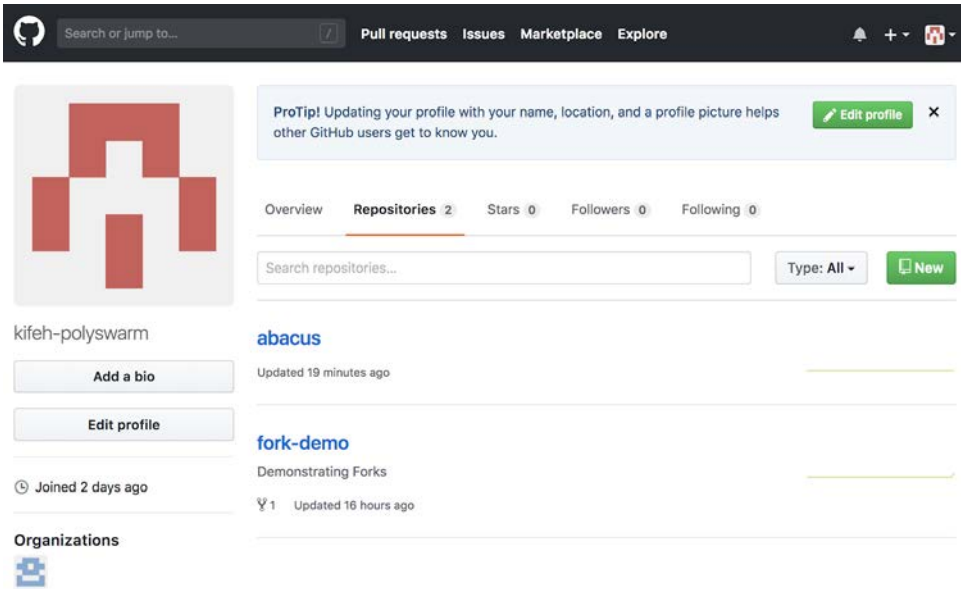 Search or jump to...
/
Pull requests Issues Marketplace Explore
ProTip! Updating your profile with your name, location, and a profile picture helps
other GitHub users get to know you.
Edit profile
Overview Repositories 2 Stars 0 Followers 0 Following 0
Search repositories...
Type: All
New
kifeh-polyswarm
Add a bio
Edit profile
Joined 2 days ago
Organizations
abacus
Updated 19 minutes ago
fork-demo
Demonstrating Forks
1 Updated 16 hours ago